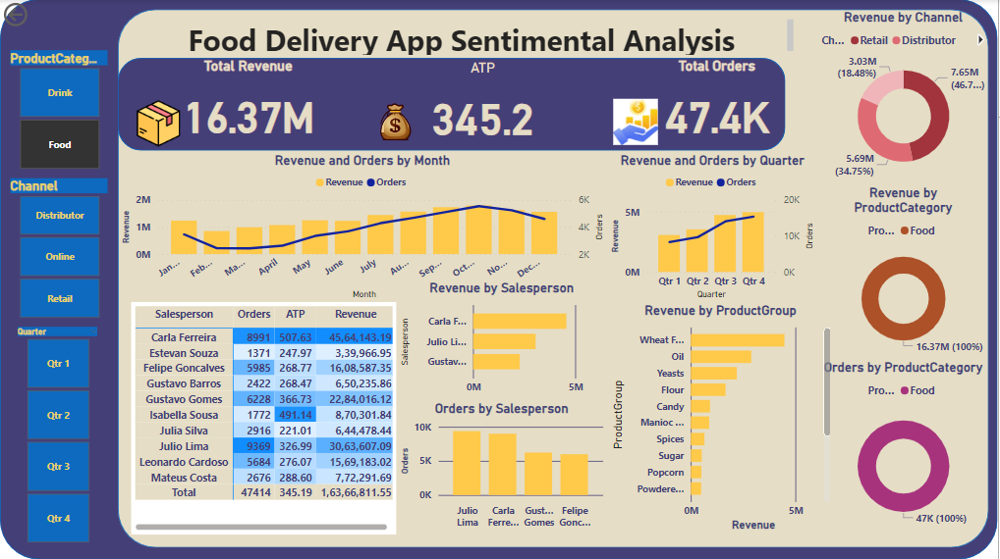 Food Delivery App Sentimental Analysis
ProductCateg...
Drink
Food
Channel
Distributor
Online
Retail
Quarter
Qtr 1
Qtr 2
Qtr 3
Qtr 4
Total Revenue
16.37M
ATP
345.2
Total Orders
47.4K
Revenue and Orders by Month
Revenue Orders
2M
1M
0M
Revenue
6K
4K
2K
Orders
Jan... Feb... Ma... April May June July Au... Sep... Oct... No... Dec...
Month
Revenue and Orders by Quarter
Revenue Orders
5M
0M
Revenue
20K
10K
0K
Orders
Qtr 1 Qtr 2 Qtr 3 Qtr 4
Quarter
Salesperson Orders ATP Revenue
Carla Ferreira 8991 507.63 45,64,143.19
Estevan Souza 1371 247.97 3,39,966.95
Felipe Goncalves 5985 268.77 16,08,587.35
Gustavo Barros 2422 268.47 6,50,235.86
Gustavo Gomes 6228 366.73 22,84,016.12
Isabella Sousa 1772 491.14 8,70,301.84
Julia Silva 2916 221.01 6,44,478.44
Julio Lima 9369 326.99 30,63,607.09
Leonardo Cardoso 5684 276.07 15,69,183.02
Mateus Costa 2676 288.60 7,72,291.69
Total 47414 345.19 1,63,66,811.55
Revenue by Salesperson
Salesperson
Carla F...
Julio Li...
Gustav...
0M 5M
Orders by Salesperson
Orders
10K
5K
0K
Julio Lima
Carla Ferre...
Gust... Gomes
Felipe Gonc...
Revenue by ProductGroup
ProductGroup
Wheat F...
Oil
Yeasts
Flour
Candy
Manioc ...
Spices
Sugar
Popcorn
Powdere...
0M 5M
Revenue
Revenue by Channel
Ch... Retail Distributor
3.03M
(18.48%)
7.65M
(46.7...)
5.69M
(34.75%)
Revenue by
ProductCategory
Pro... Food
16.37M (100%)
Orders by ProductCategory
Pro... Food
47K (100%)